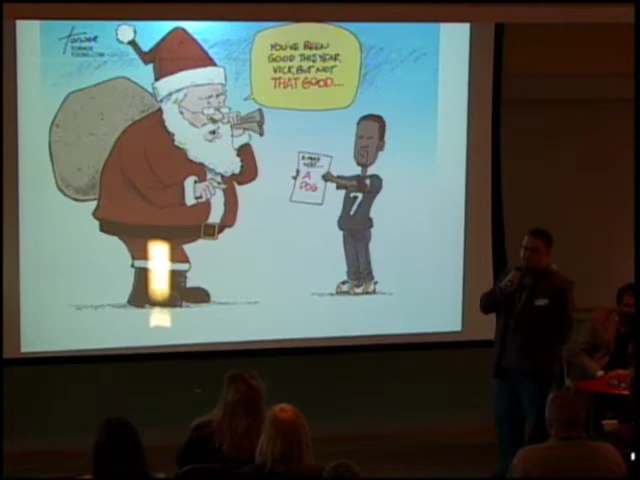 YOU'VE BEEN
GOOD THIS YEAR
VICK, BUT NOT
THAT GOOD...
A
DOG
7